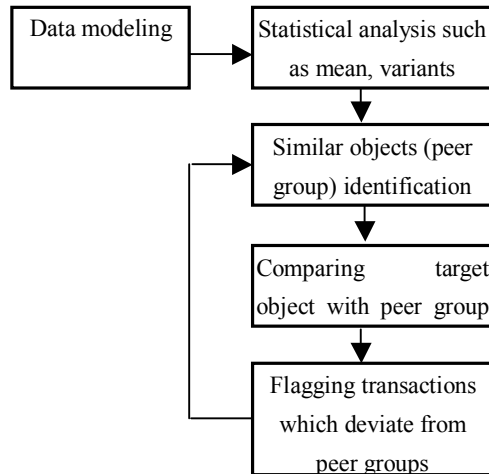 Data modeling
Statistical analysis such
as mean, variants
Similar objects (peer
group) identification
Comparing target
object with peer group
Flagging transactions
which deviate from
peer groups